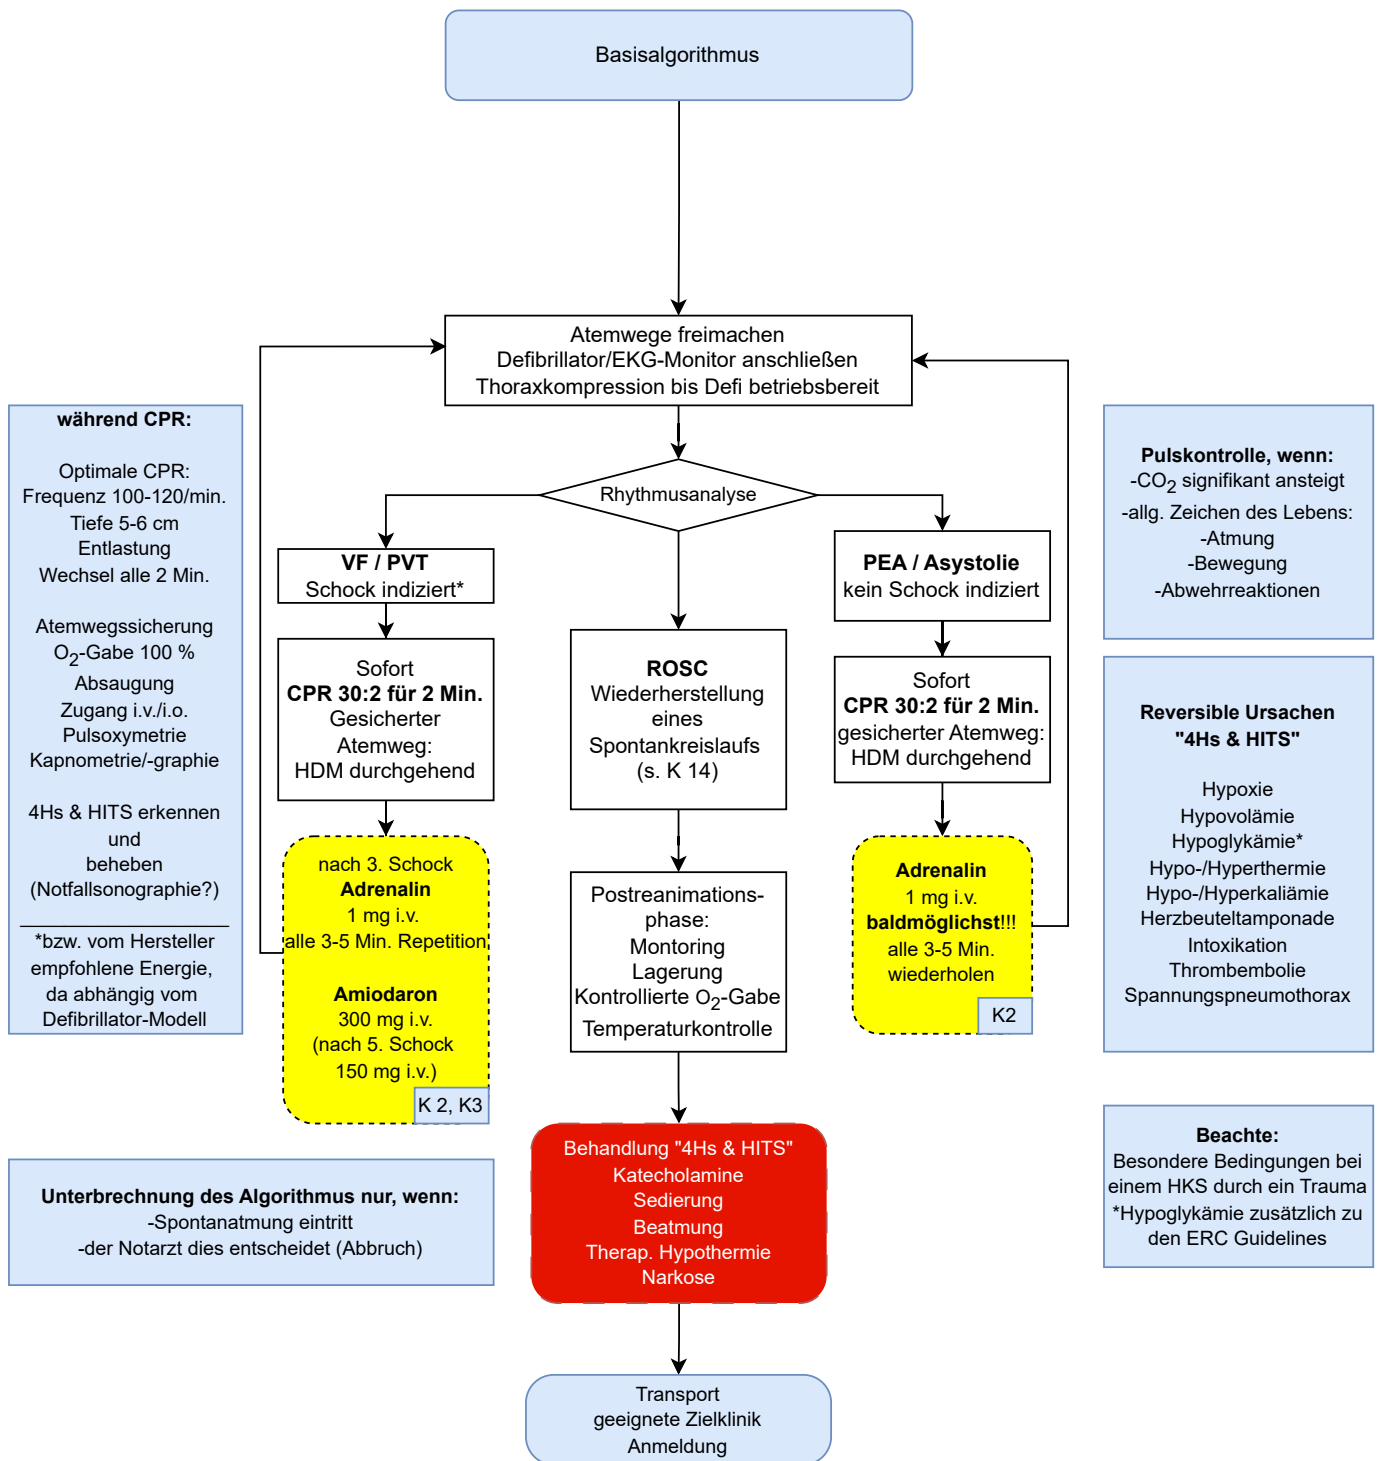 Basisalgorithmus
Atemwege freimachen
Defibrillator/EKG-Monitor anschließen
Thoraxkompression bis Defi betriebsbereit
während CPR:
Optimale CPR:
Frequenz 100-120/min.
Tiefe 5-6 cm
Entlastung
Wechsel alle 2 Min.
Atemwegssicherung
O2-Gabe 100 %
Absaugung
Zugang i.v./i.o.
Pulsoxymetrie
Kapnometrie/-graphie
4Hs & HITS erkennen
und
beheben
(Notfallsonographie?)
*bzw. vom Hersteller
empfohlene Energie,
da abhängig vom
Defibrillator-Modell
Rhythmusanalyse
VF / PVT
Schock indiziert*
Sofort
CPR 30:2 für 2 Min.
Gesicherter
Atemweg:
HDM durchgehend
nach 3. Schock
Adrenalin
1 mg i.v.
alle 3-5 Min. Repetition
Amiodaron
300 mg i.v.
(nach 5. Schock
150 mg i.v.)
K 2, K3
ROSC
Wiederherstellung
eines
Spontankreislaufs
(s. K 14)
Postreanimations-
phase:
Montoring
Lagerung
Kontrollierte O2-Gabe
Temperaturkontrolle
Behandlung "4Hs & HITS"
Katecholamine
Sedierung
Beatmung
Therap. Hypothermie
Narkose
Transport
geeignete Zielklinik
Anmeldung
PEA / Asystolie
kein Schock indiziert
Sofort
CPR 30:2 für 2 Min.
gesicherter Atemweg:
HDM durchgehend
Adrenalin
1 mg i.v.
baldmöglichst!!!
alle 3-5 Min.
wiederholen
K2
Pulskontrolle, wenn:
-CO2 signifikant ansteigt
-allg. Zeichen des Lebens:
-Atmung
-Bewegung
-Abwehrreaktionen
Reversible Ursachen
"4Hs & HITS"
Hypoxie
Hypovolämie
Hypoglykämie*
Hypo-/Hyperthermie
Hypo-/Hyperkaliämie
Herzbeuteltamponade
Intoxikation
Thrombembolie
Spannungspneumothorax
Beachte:
Besondere Bedingungen bei
einem HKS durch ein Trauma
*Hypoglykämie zusätzlich zu
den ERC Guidelines
Unterbrechnung des Algorithmus nur, wenn:
-Spontanatmung eintritt
-der Notarzt dies entscheidet (Abbruch)